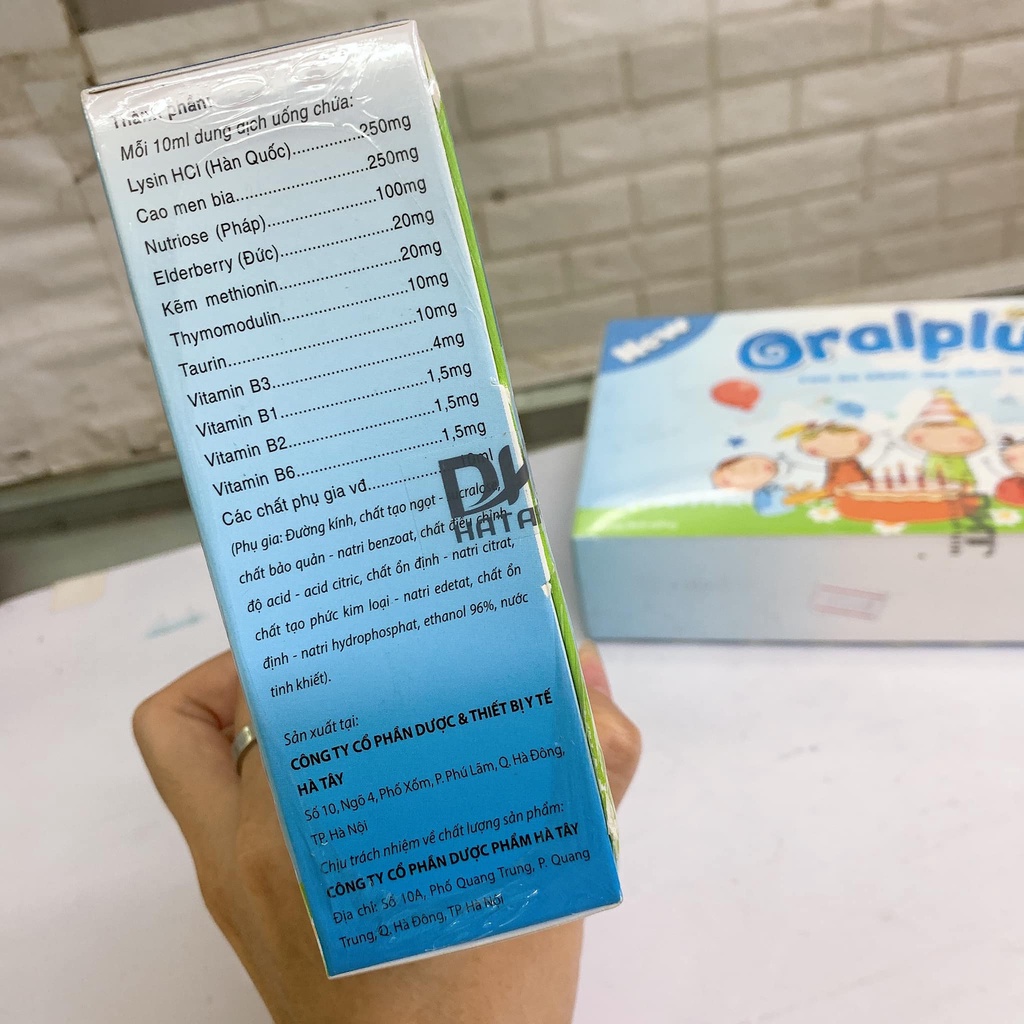 Thành phần:
Mỗi 10ml dung dịch uống chứa:
Lysin HCl (Hàn Quốc)..............250mg
Cao men bia.........................250mg
Nutriose (Pháp)......................100mg
Elderberry (Đức)......................20mg
Kẽm methionin.......................20mg
Thymomodulin.......................10mg
Taurin..................................10mg
Vitamin B3.............................4mg
Vitamin B1..........................1,5mg
Vitamin B2..........................1,5mg
Vitamin B6..........................1,5mg
Các chất phụ gia vđ................ 10ml
(Phụ gia: Đường kính, chất tạo ngọt - sucralose,
chất bảo quản - natri benzoat, chất điều chỉnh
độ acid - acid citric, chất ổn định - natri citrat,
chất tạo phức kim loại - natri edetat, chất ổn
định - natri hydrophosphat, ethanol 96%, nước
tinh khiết).
Sản xuất tại:
CÔNG TY CỔ PHẦN DƯỢC & THIẾT BỊ Y TẾ
HÀ TÂY
Số 10, Ngõ 4, Phố Xốm, P. Phú Lãm, Q. Hà Đông,
TP. Hà Nội
Chịu trách nhiệm về chất lượng sản phẩm:
CÔNG TY CỔ PHẦN DƯỢC PHẨM HÀ TÂY
Địa chỉ: Số 10A, Phố Quang Trung, P. Quang
Trung, Q. Hà Đông, TP. Hà Nội
New
Oralplu